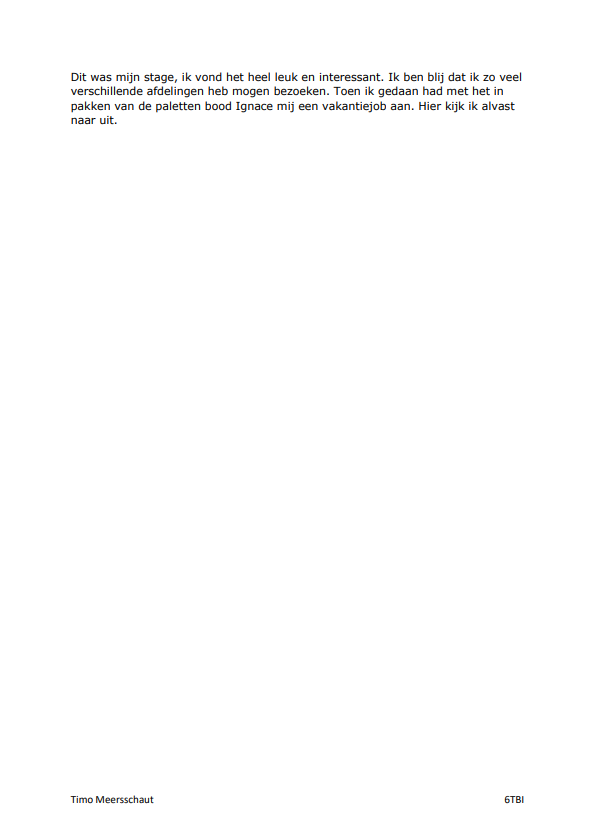 Dit was mijn stage, ik vond het heel leuk en interessant. Ik ben blij dat ik zo veel
verschillende afdelingen heb mogen bezoeken. Toen ik gedaan had met het in
pakken van de paletten bood Ignace mij een vakantiejob aan. Hier kijk ik alvast
naar uit.
Timo Meersschaut 6TBI